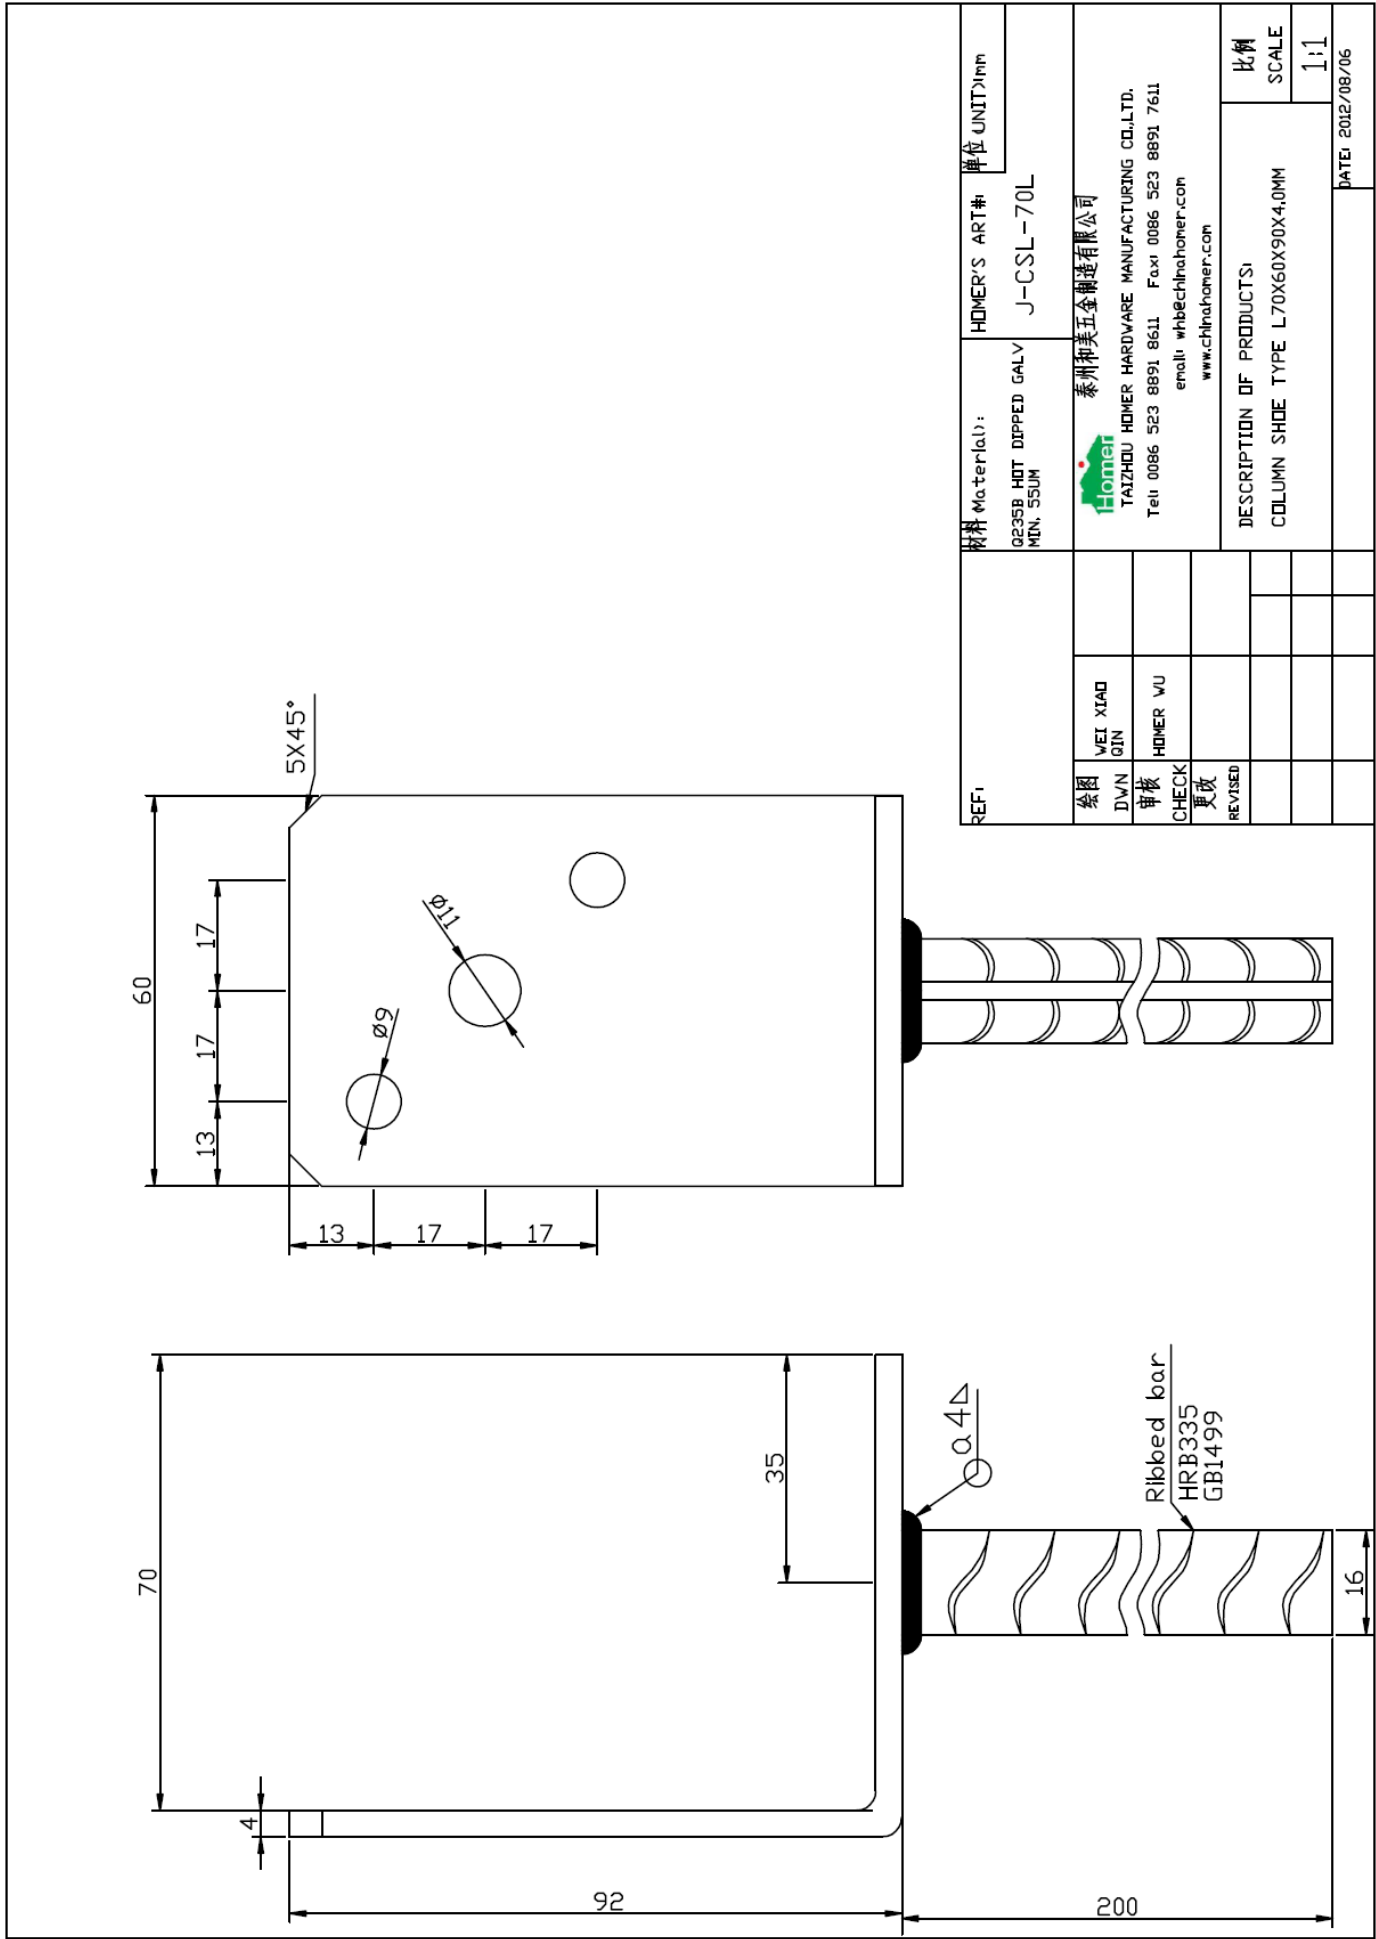 60
17
17
13
5X45°
ø11
ø9
13
17
17
70
4
35
92
a 4
Ribbed bar
HRB335
GB1499
16
200
REF:
材料(Material):
Q235B HOT DIPPED GALV
MIN. 55UM
HOMER'S ART#:
J-CSL-70L
单位(UNIT):mm
绘图
DWN
WEI XIAO
QIN
审核
CHECK
HOMER WU
更改
REVISED
泰州和美五金制造有限公司
Homer
TAIZHOU HOMER HARDWARE MANUFACTURING CO.,LTD.
Tel: 0086 523 8891 8611 Fax: 0086 523 8891 7611
email: whb@chinahomer.com
www.chinahomer.com
DESCRIPTION OF PRODUCTS:
COLUMN SHOE TYPE L70X60X90X4.0MM
比例
SCALE
1:1
DATE: 2012/08/06